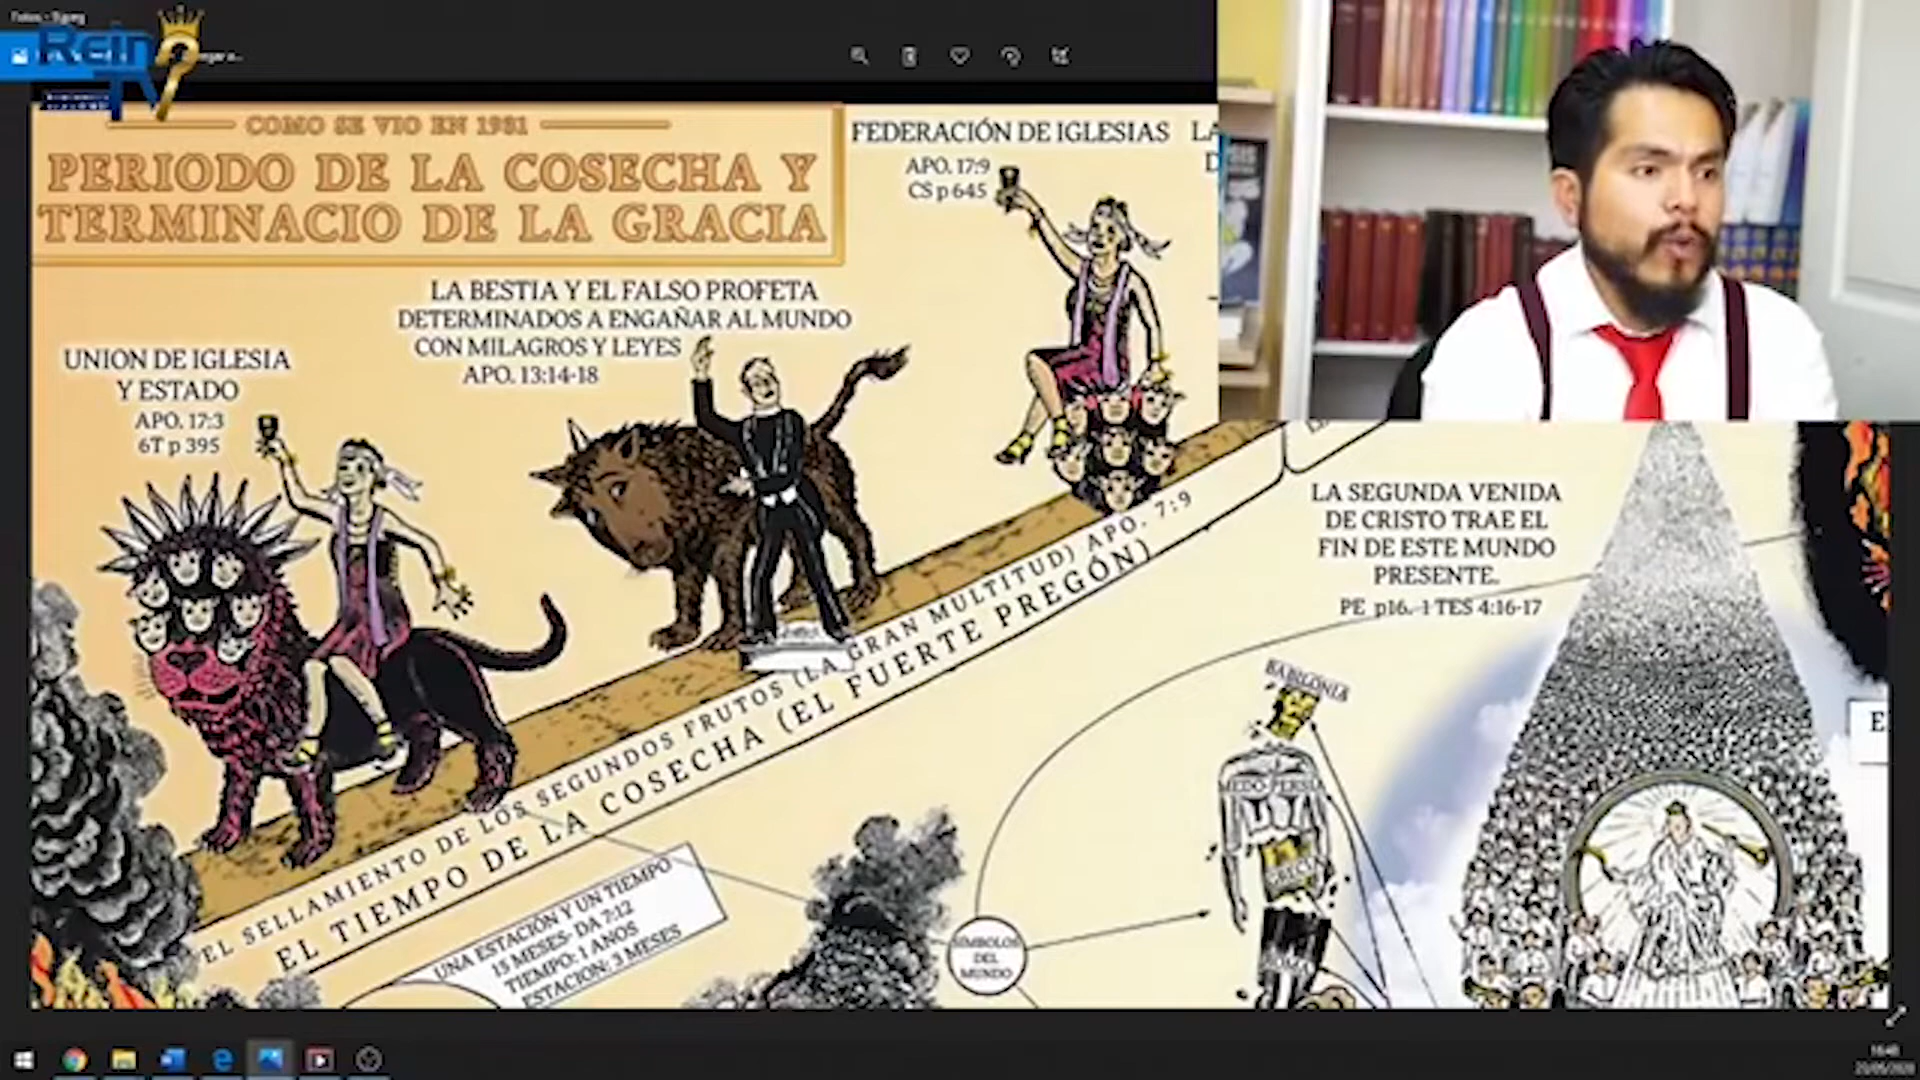 Rein
TV
COMO SE VIO EN 1981
PERIODO DE LA COSECHA Y
TERMINACIO DE LA GRACIA
FEDERACIÓN DE IGLESIAS
APO. 17:9
CS p 645
LA
D
LA BESTIA Y EL FALSO PROFETA
DETERMINADOS A ENGAÑAR AL MUNDO
CON MILAGROS Y LEYES
APO. 13:14-18
UNION DE IGLESIA
Y ESTADO
APO. 17:3
6T p 395
EL SELLAMIENTO DE LOS SEGUNDOS FRUTOS (LA GRAN MULTITUD) APO. 7:9
EL TIEMPO DE LA COSECHA (EL FUERTE PREGÓN)
UNA ESTACIÓN Y UN TIEMPO
15 MESES- DA 7:12
TIEMPO: 1 ANOS
ESTACION: 3 MESES
LA SEGUNDA VENIDA
DE CRISTO TRAE EL
FIN DE ESTE MUNDO
PRESENTE.
PE p16.-1 TES 4:16-17
BABILONIA
MEDO-PERSIA
GRECIA
SIMBOLOS
DEL
MUNDO
E